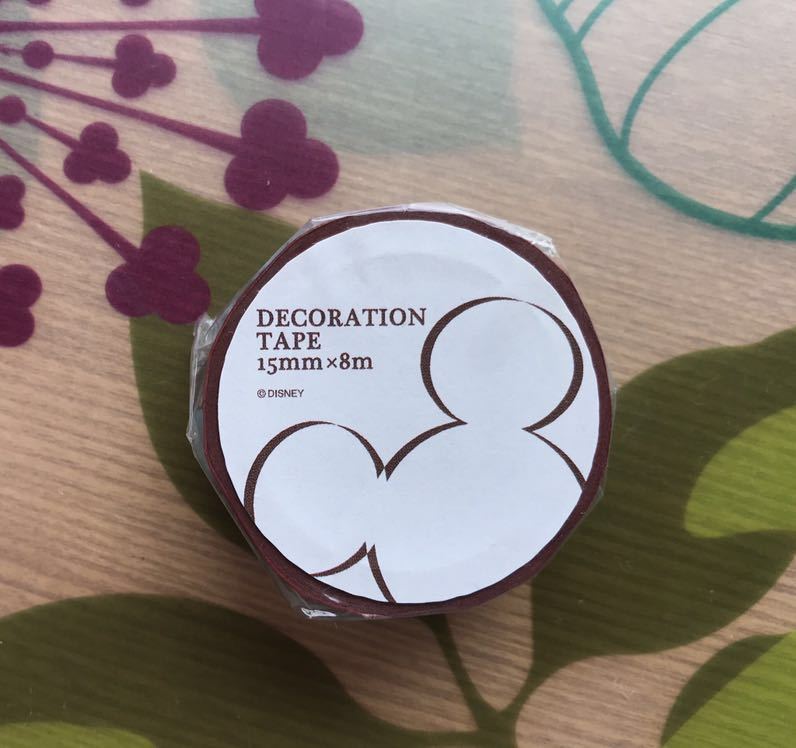 DECORATION
TAPE
15mm×8m
© DISNEY